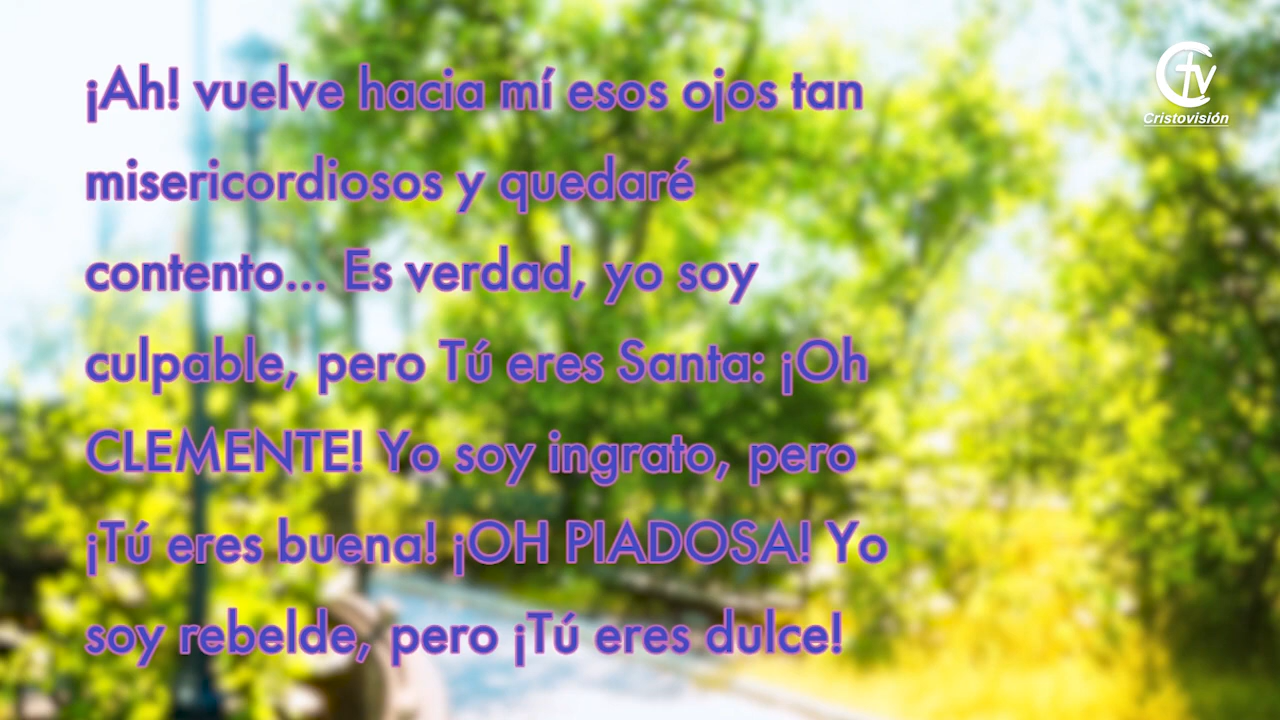 ¡Ah! vuelve hacia mí esos ojos tan
misericordiosos y quedaré
contento... Es verdad, yo soy
culpable, pero Tú eres Santa: ¡Oh
CLEMENTE! Yo soy ingrato, pero
¡Tú eres buena! ¡OH PIADOSA! Yo
soy rebelde, pero ¡Tú eres dulce!
Ctv
Cristovisión